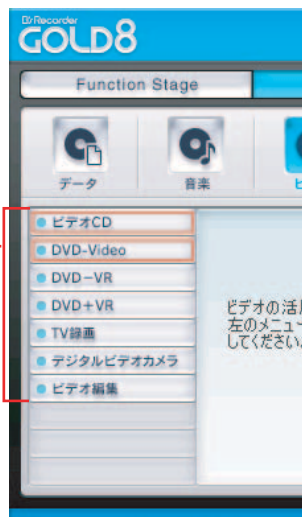 B's Recorder
GOLD8
Function Stage
データ
音楽
ビデオCD
DVD-Video
DVD-VR
DVD+VR
TV録画
デジタルビデオカメラ
ビデオ編集
ビデオの活
左のメニュー
してください。